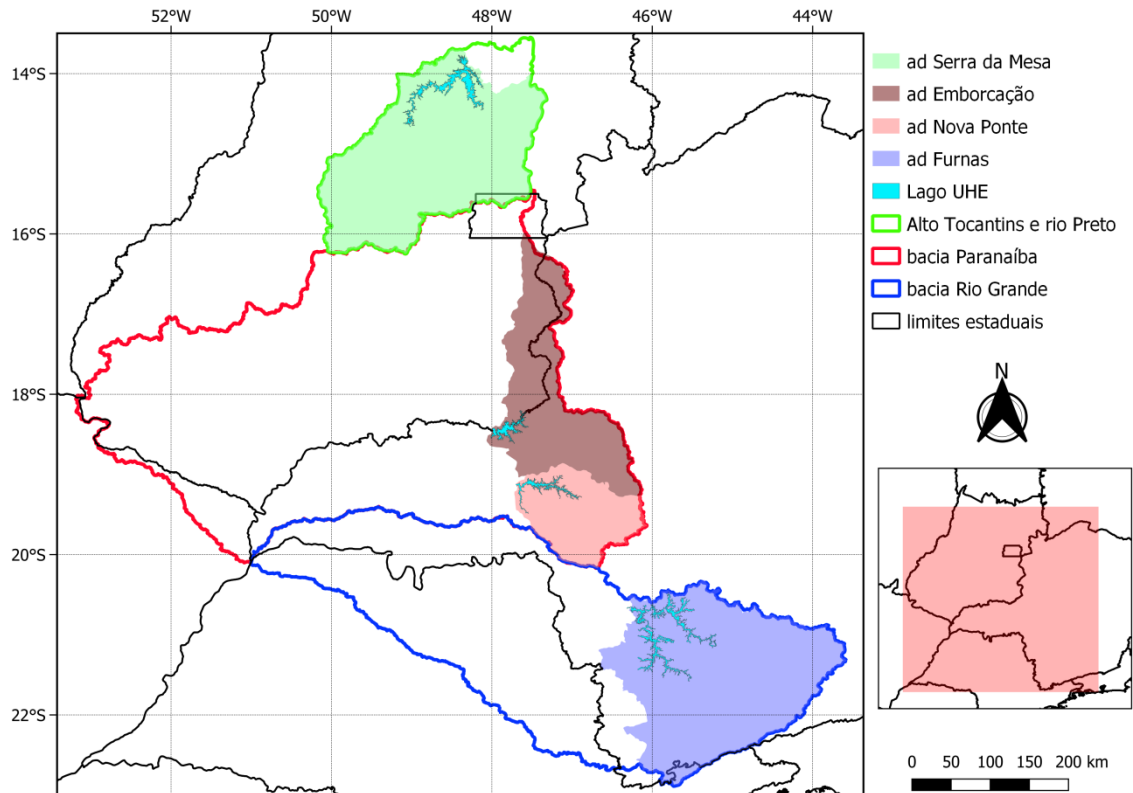 52°W 50°W 48°W 46°W 44°W
14°S
16°S
18°S
20°S
22°S
ad Serra da Mesa
ad Emborcação
ad Nova Ponte
ad Furnas
Lago UHE
Alto Tocantins e rio Preto
bacia Paranaíba
bacia Rio Grande
limites estaduais
N
0 50 100 150 200 km